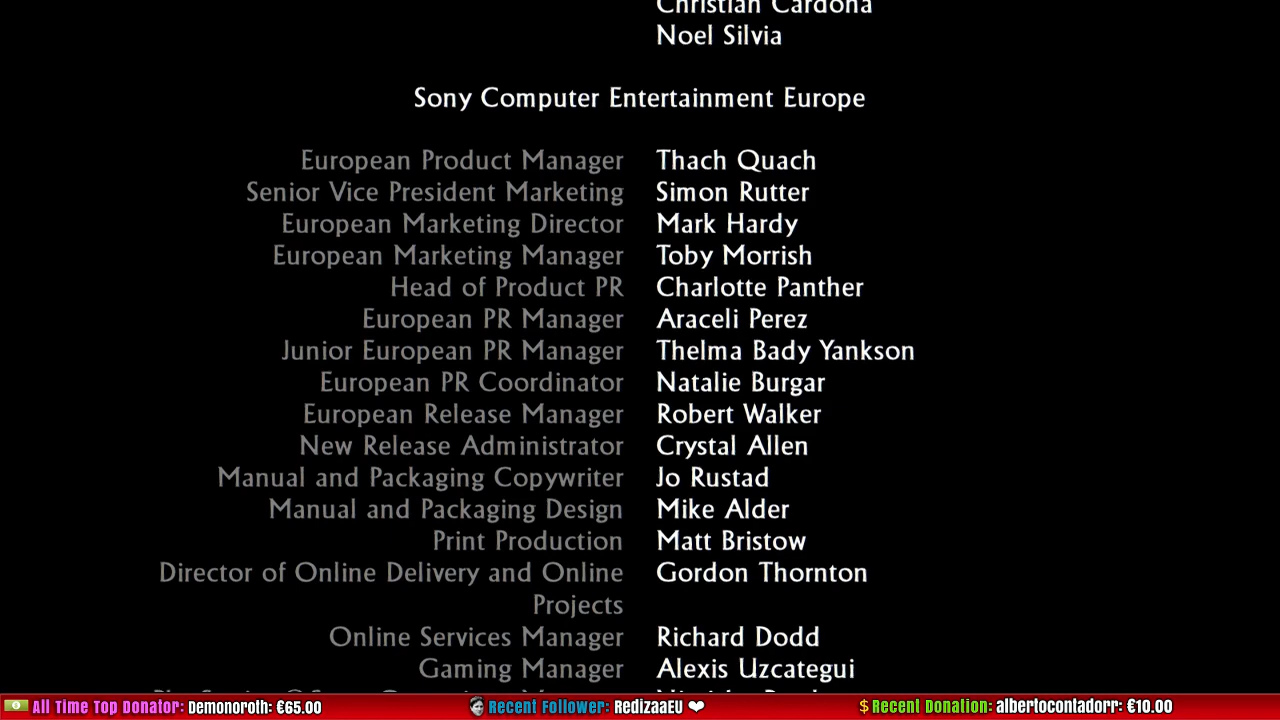 Christian Cardona
Noel Silvia
Sony Computer Entertainment Europe
European Product Manager Thach Quach
Senior Vice President Marketing Simon Rutter
European Marketing Director Mark Hardy
European Marketing Manager Toby Morrish
Head of Product PR Charlotte Panther
European PR Manager Araceli Perez
Junior European PR Manager Thelma Bady Yankson
European PR Coordinator Natalie Burgar
European Release Manager Robert Walker
New Release Administrator Crystal Allen
Manual and Packaging Copywriter Jo Rustad
Manual and Packaging Design Mike Alder
Print Production Matt Bristow
Director of Online Delivery and Online Gordon Thornton
Projects
Online Services Manager Richard Dodd
Gaming Manager Alexis Uzcategui
All Time Top Donator: Demonoroth: €65.00 Recent Follower: RedizaaEU ❤ $ Recent Donation: albertocontadorr: €10.00